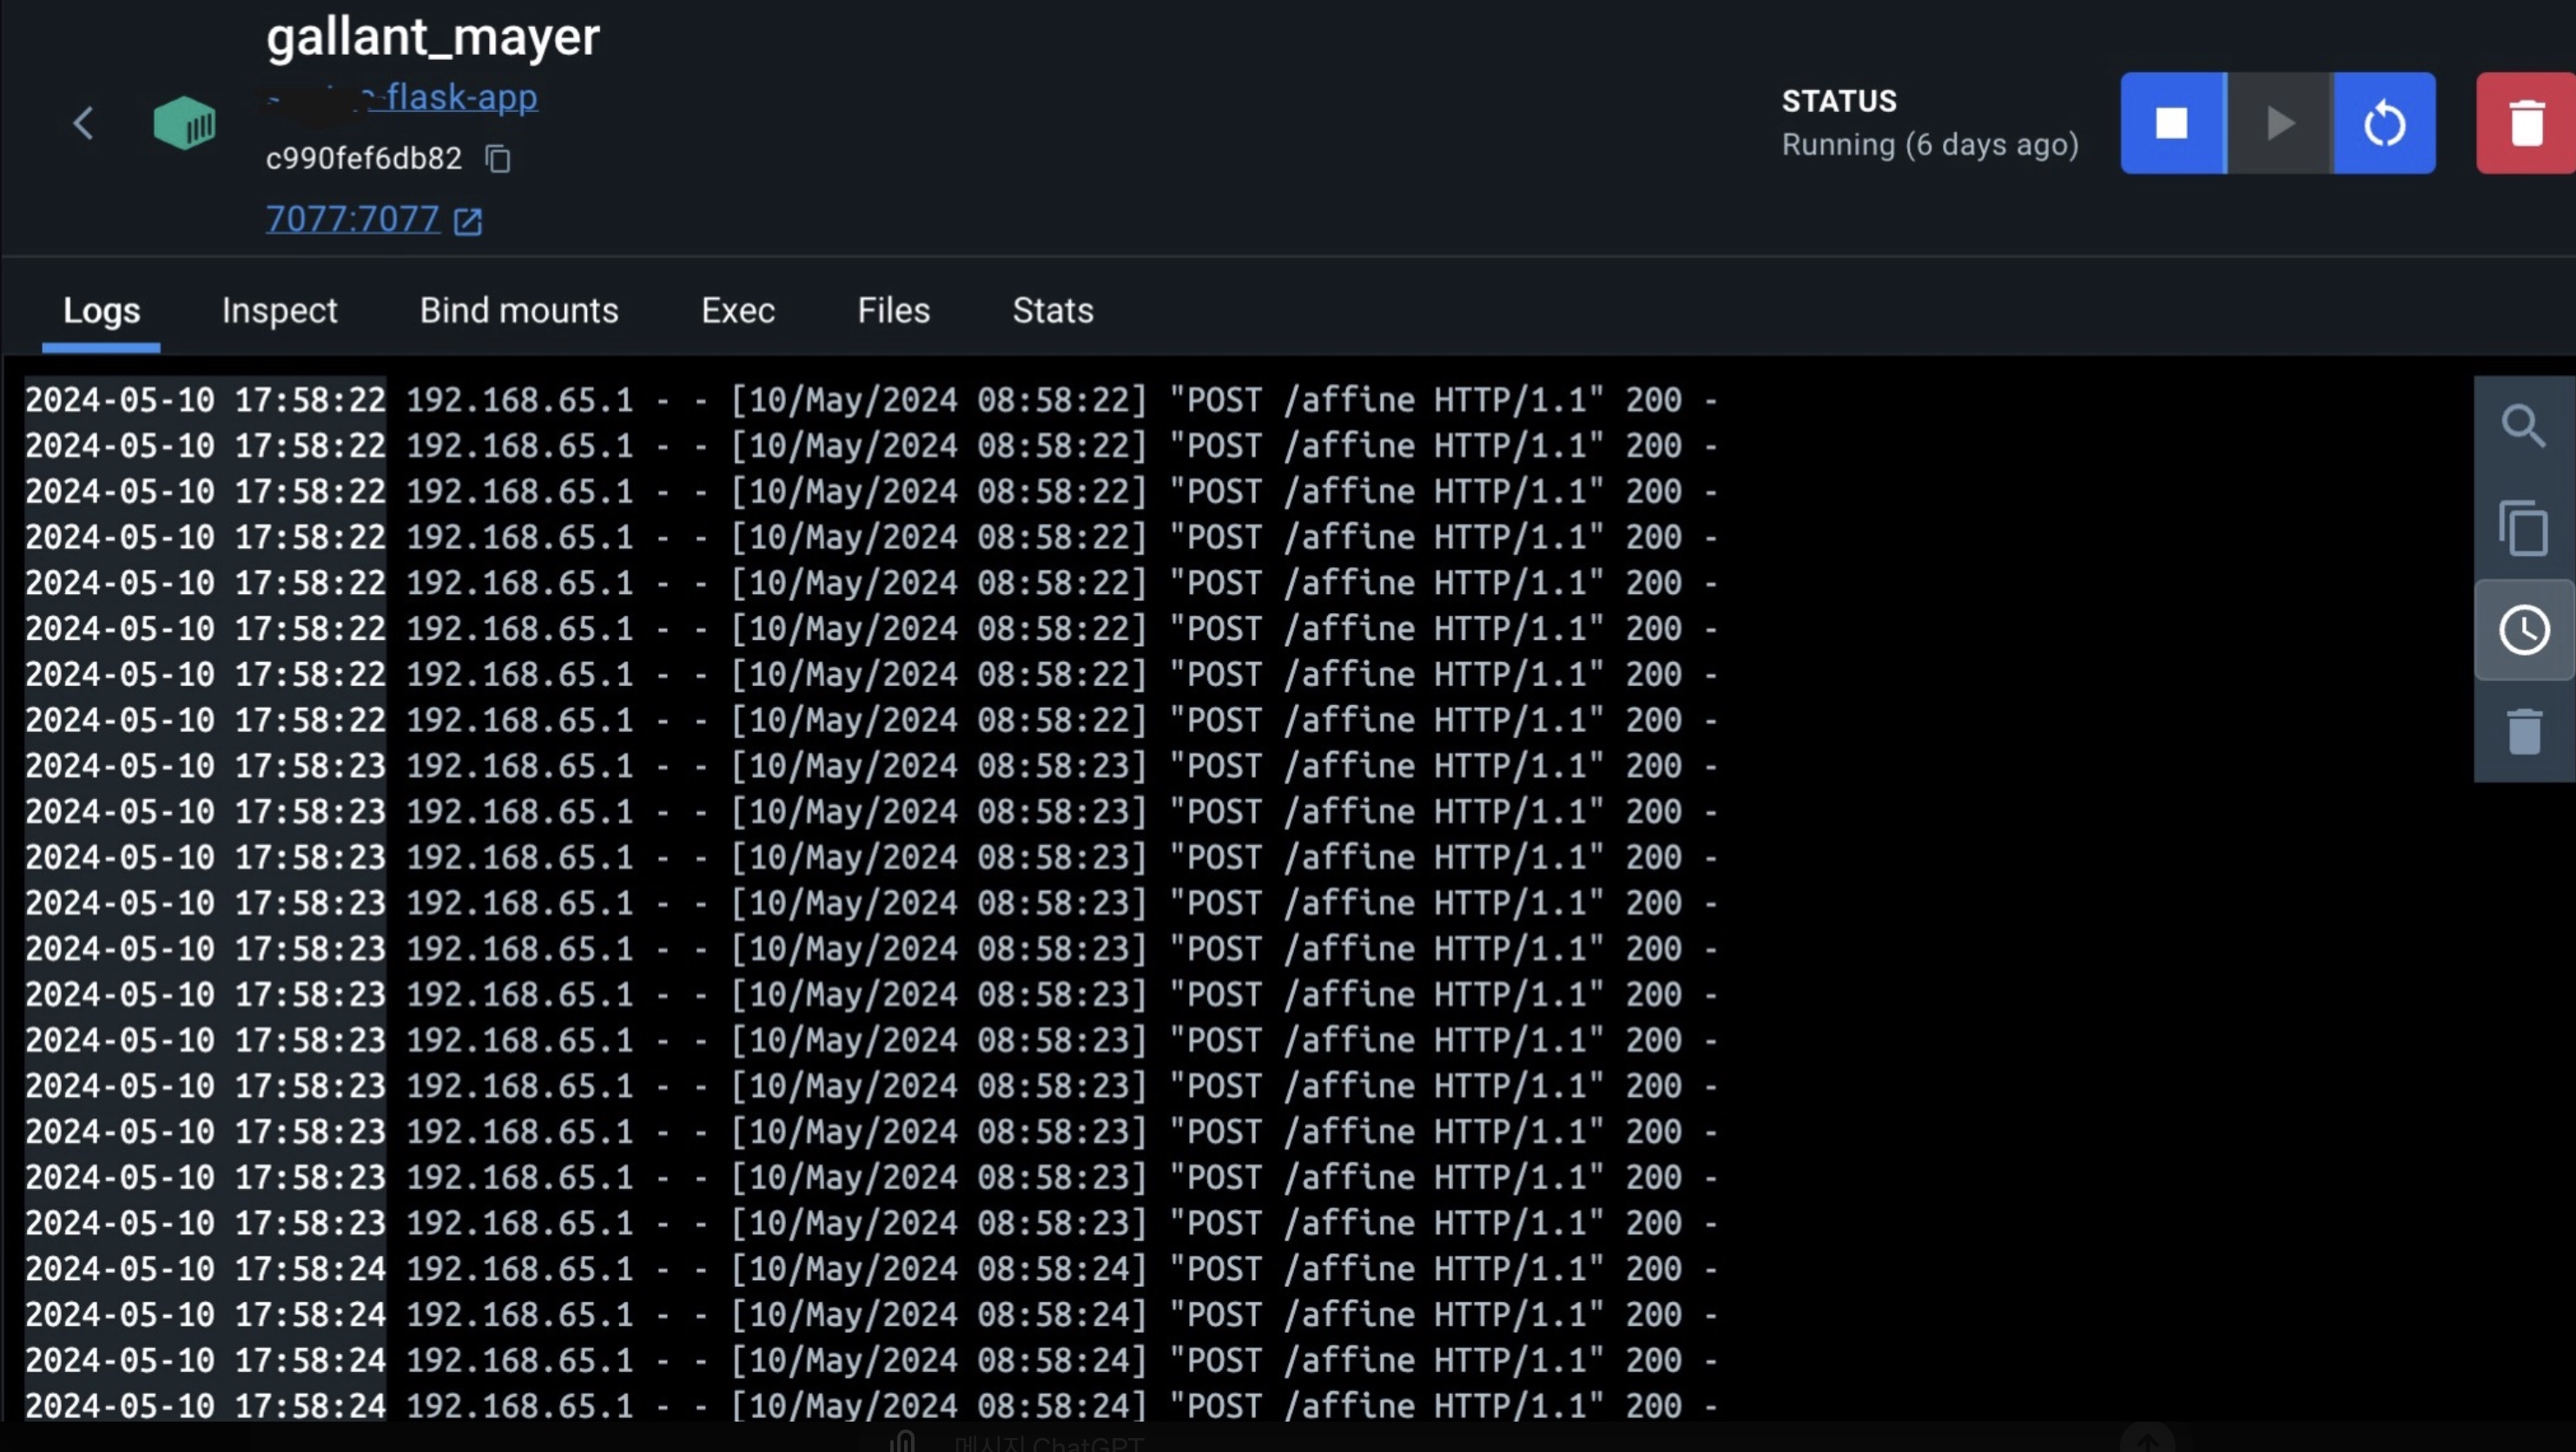 gallant_mayer
-flask-app
c990fef6db82
7077:7077
STATUS
Running (6 days ago)
Logs Inspect Bind mounts Exec Files Stats
2024-05-10 17:58:22 192.168.65.1 - - [10/May/2024 08:58:22] "POST /affine HTTP/1.1" 200 -
2024-05-10 17:58:22 192.168.65.1 - - [10/May/2024 08:58:22] "POST /affine HTTP/1.1" 200 -
2024-05-10 17:58:22 192.168.65.1 - - [10/May/2024 08:58:22] "POST /affine HTTP/1.1" 200 -
2024-05-10 17:58:22 192.168.65.1 - - [10/May/2024 08:58:22] "POST /affine HTTP/1.1" 200 -
2024-05-10 17:58:22 192.168.65.1 - - [10/May/2024 08:58:22] "POST /affine HTTP/1.1" 200 -
2024-05-10 17:58:22 192.168.65.1 - - [10/May/2024 08:58:22] "POST /affine HTTP/1.1" 200 -
2024-05-10 17:58:22 192.168.65.1 - - [10/May/2024 08:58:22] "POST /affine HTTP/1.1" 200 -
2024-05-10 17:58:22 192.168.65.1 - - [10/May/2024 08:58:22] "POST /affine HTTP/1.1" 200 -
2024-05-10 17:58:23 192.168.65.1 - - [10/May/2024 08:58:23] "POST /affine HTTP/1.1" 200 -
2024-05-10 17:58:23 192.168.65.1 - - [10/May/2024 08:58:23] "POST /affine HTTP/1.1" 200 -
2024-05-10 17:58:23 192.168.65.1 - - [10/May/2024 08:58:23] "POST /affine HTTP/1.1" 200 -
2024-05-10 17:58:23 192.168.65.1 - - [10/May/2024 08:58:23] "POST /affine HTTP/1.1" 200 -
2024-05-10 17:58:23 192.168.65.1 - - [10/May/2024 08:58:23] "POST /affine HTTP/1.1" 200 -
2024-05-10 17:58:23 192.168.65.1 - - [10/May/2024 08:58:23] "POST /affine HTTP/1.1" 200 -
2024-05-10 17:58:23 192.168.65.1 - - [10/May/2024 08:58:23] "POST /affine HTTP/1.1" 200 -
2024-05-10 17:58:23 192.168.65.1 - - [10/May/2024 08:58:23] "POST /affine HTTP/1.1" 200 -
2024-05-10 17:58:23 192.168.65.1 - - [10/May/2024 08:58:23] "POST /affine HTTP/1.1" 200 -
2024-05-10 17:58:23 192.168.65.1 - - [10/May/2024 08:58:23] "POST /affine HTTP/1.1" 200 -
2024-05-10 17:58:23 192.168.65.1 - - [10/May/2024 08:58:23] "POST /affine HTTP/1.1" 200 -
2024-05-10 17:58:24 192.168.65.1 - - [10/May/2024 08:58:24] "POST /affine HTTP/1.1" 200 -
2024-05-10 17:58:24 192.168.65.1 - - [10/May/2024 08:58:24] "POST /affine HTTP/1.1" 200 -
2024-05-10 17:58:24 192.168.65.1 - - [10/May/2024 08:58:24] "POST /affine HTTP/1.1" 200 -
2024-05-10 17:58:24 192.168.65.1 - - [10/May/2024 08:58:24] "POST /affine HTTP/1.1" 200 -
메시지 ChatGPT